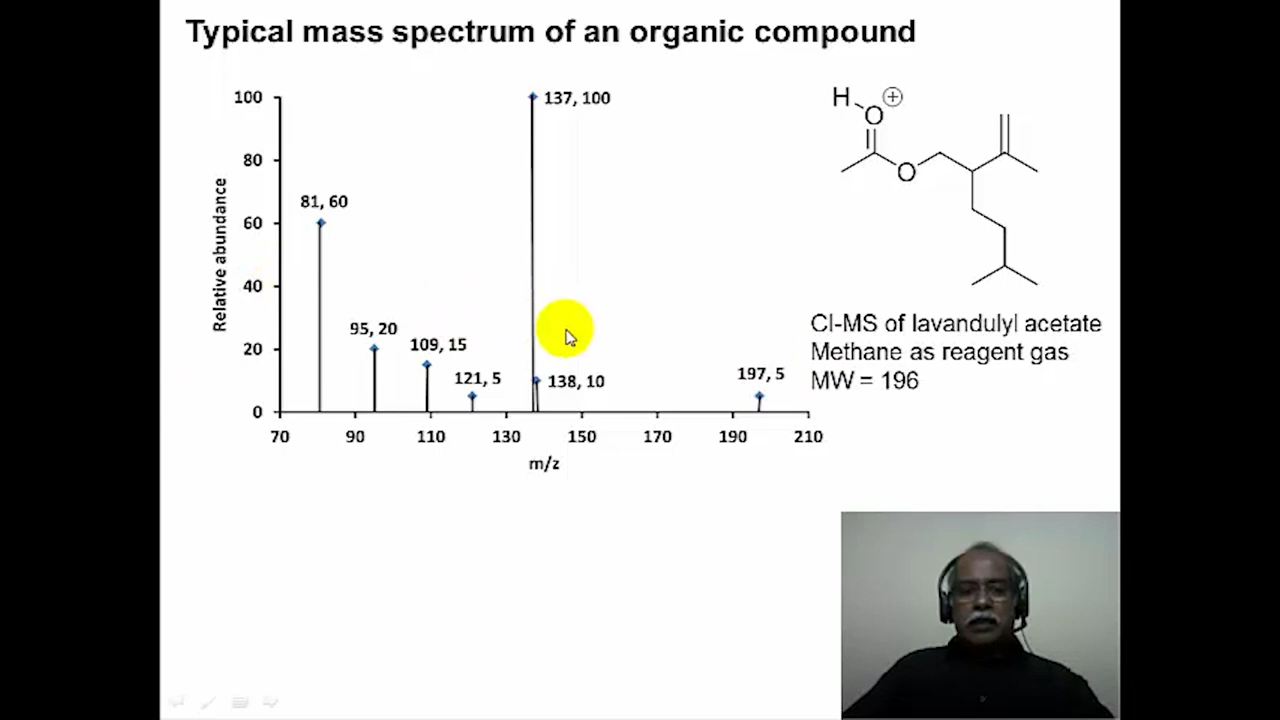 Typical mass spectrum of an organic compound
100
80
60
40
20
0
Relative abundance
81, 60
95, 20
109, 15
121, 5
137, 100
138, 10
197, 5
70 90 110 130 150 170 190 210
m/z
H
O
O
CI-MS of lavandulyl acetate
Methane as reagent gas
MW = 196